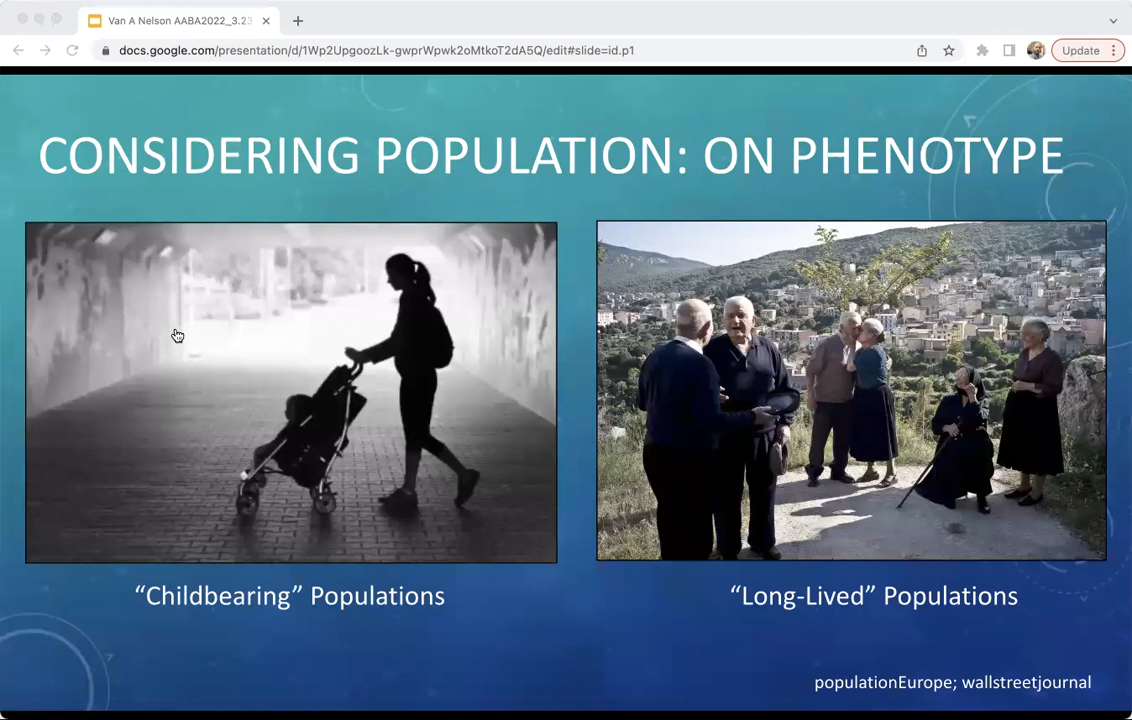 Van A Nelson AABA2022_3.23
docs.google.com/presentation/d/1Wp2UpgoozLk-gwprWpwk2oMtkoT2dA5Q/edit#slide=id.p1
Update
CONSIDERING POPULATION: ON PHENOTYPE
“Childbearing” Populations
“Long-Lived” Populations
populationEurope; wallstreetjournal